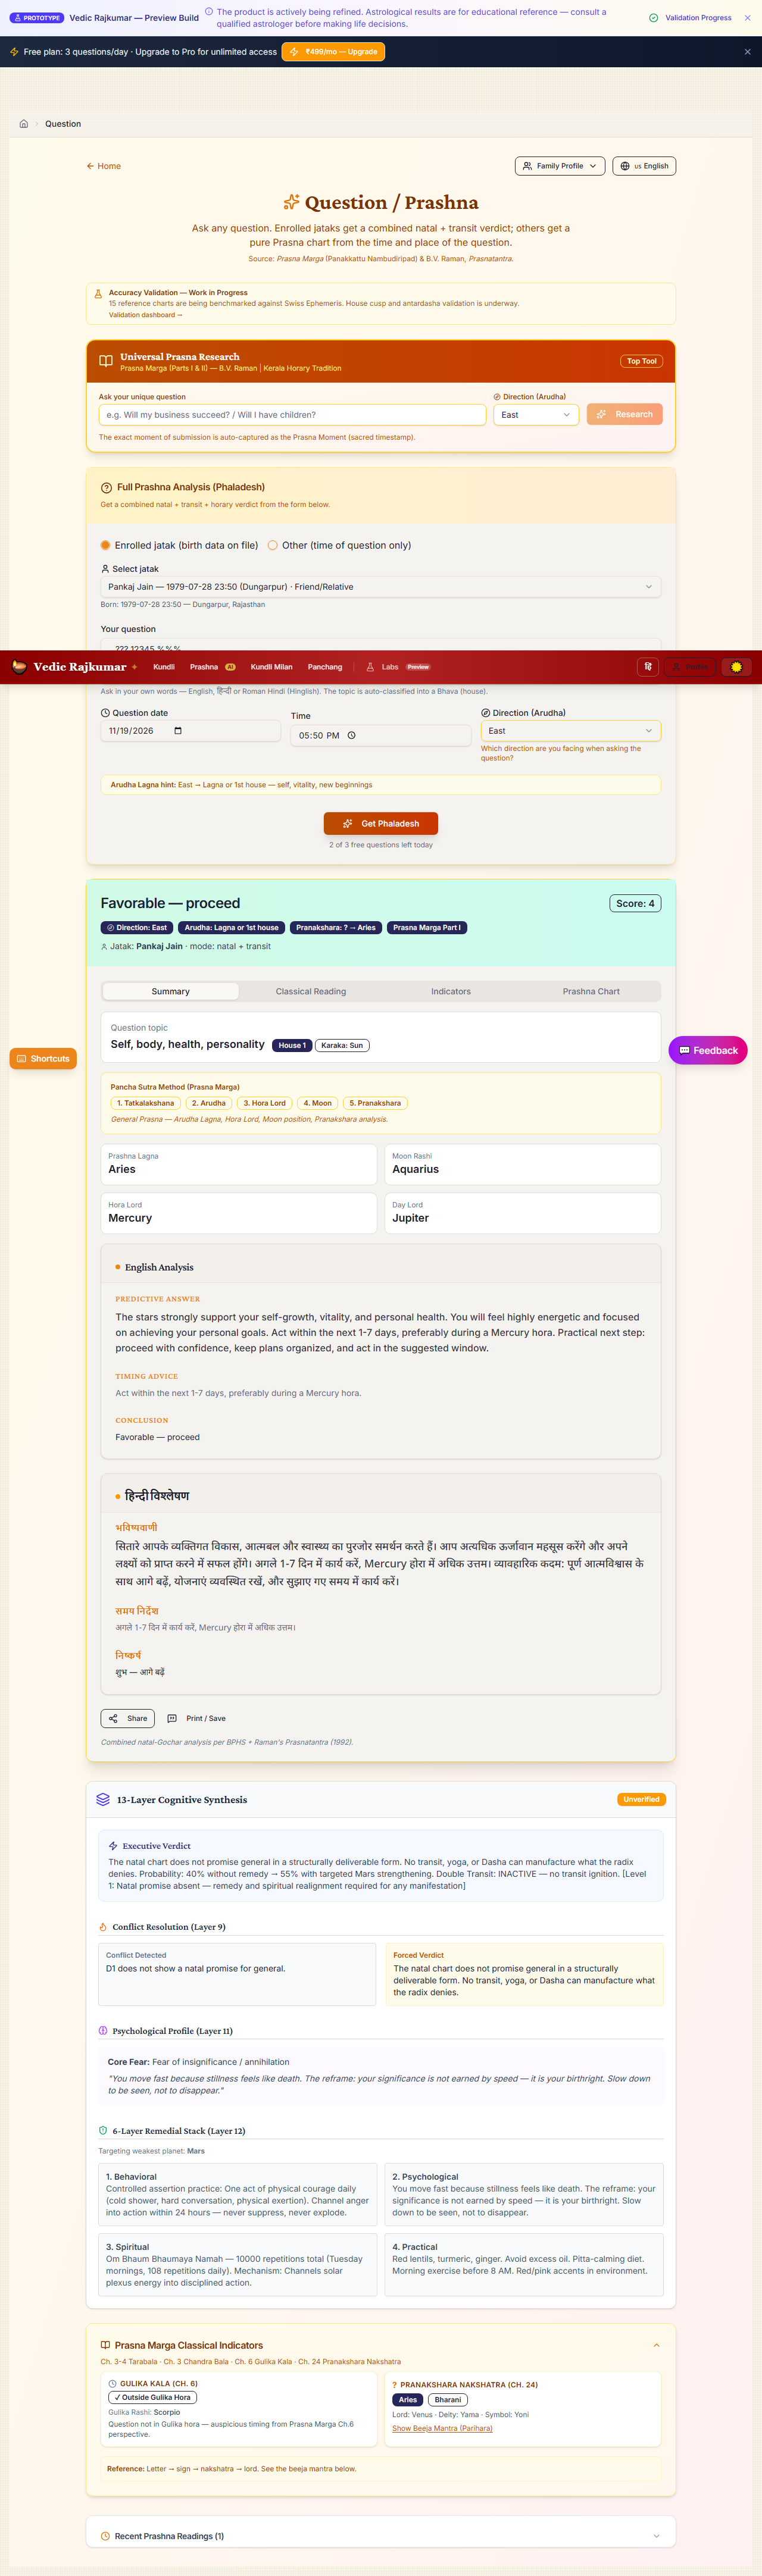 PROTOTYPE Vedic Rajkumar — Preview Build
The product is actively being refined. Astrological results are for educational reference — consult a
qualified astrologer before making life decisions.
Validation Progress
Free plan: 3 questions/day · Upgrade to Pro for unlimited access
₹499/mo — Upgrade
Question
Home
Family Profile
us English
Question / Prashna
Ask any question. Enrolled jataks get a combined natal + transit verdict; others get a
pure Prasna chart from the time and place of the question.
Source: Prasna Marga (Panakkattu Nambudiripad) & B.V. Raman, Prasnatantra.
Accuracy Validation — Work in Progress
15 reference charts are being benchmarked against Swiss Ephemeris. House cusp and antardasha validation is underway.
Validation dashboard →
Universal Prasna Research
Prasna Marga (Parts I & II) — B.V. Raman | Kerala Horary Tradition
Top Tool
Ask your unique question
Direction (Arudha)
e.g. Will my business succeed? / Will I have children?
East
Research
The exact moment of submission is auto-captured as the Prasna Moment (sacred timestamp).
Full Prashna Analysis (Phaladesh)
Get a combined natal + transit + horary verdict from the form below.
Enrolled jatak (birth data on file)
Other (time of question only)
Select jatak
Pankaj Jain — 1979-07-28 23:50 (Dungarpur) · Friend/Relative
Born: 1979-07-28 23:50 — Dungarpur, Rajasthan
Your question
Vedic Rajkumar
Kundli
Prashna AI
Kundli Milan
Panchang
Labs Preview
हिं
Profile
Ask in your own words — English, हिन्दी or Roman Hindi (Hinglish). The topic is auto-classified into a Bhava (house).
Question date
Time
Direction (Arudha)
11/19/2026
05:50 PM
East
Which direction are you facing when asking the
question?
Arudha Lagna hint: East → Lagna or 1st house — self, vitality, new beginnings
Get Phaladesh
2 of 3 free questions left today
Favorable — proceed
Score: 4
Direction: East
Arudha: Lagna or 1st house
Pranakshara: ? → Aries
Prasna Marga Part I
Jatak: Pankaj Jain · mode: natal + transit
Summary
Classical Reading
Indicators
Prashna Chart
Question topic
Self, body, health, personality House 1 Karaka: Sun
Shortcuts
Feedback
Pancha Sutra Method (Prasna Marga)
1. Tatkalakshana
2. Arudha
3. Hora Lord
4. Moon
5. Pranakshara
General Prasna — Arudha Lagna, Hora Lord, Moon position, Pranakshara analysis.
Prashna Lagna
Aries
Moon Rashi
Aquarius
Hora Lord
Mercury
Day Lord
Jupiter
English Analysis
PREDICTIVE ANSWER
The stars strongly support your self-growth, vitality, and personal health. You will feel highly energetic and focused
on achieving your personal goals. Act within the next 1-7 days, preferably during a Mercury hora. Practical next step:
proceed with confidence, keep plans organized, and act in the suggested window.
TIMING ADVICE
Act within the next 1-7 days, preferably during a Mercury hora.
CONCLUSION
Favorable — proceed
हिन्दी विश्लेषण
भविष्यवाणी
सितारे आपके व्यक्तिगत विकास, आत्मबल और स्वास्थ्य का पुरजोर समर्थन करते हैं। आप अत्यधिक ऊर्जावान महसूस करेंगे और अपने
लक्ष्यों को प्राप्त करने में सफल होंगे। अगले 1-7 दिन में कार्य करें, Mercury होरा में अधिक उत्तम। व्यावहारिक कदम: पूर्ण आत्मविश्वास के
साथ आगे बढ़ें, योजनाएं व्यवस्थित रखें, और सुझाए गए समय में कार्य करें।
समय निर्देश
अगले 1-7 दिन में कार्य करें, Mercury होरा में अधिक उत्तम।
निष्कर्ष
शुभ — आगे बढ़ें
Share
Print / Save
Combined natal-Gochar analysis per BPHS + Raman's Prasnatantra (1992).
13-Layer Cognitive Synthesis
Unverified
Executive Verdict
The natal chart does not promise general in a structurally deliverable form. No transit, yoga, or Dasha can manufacture what the radix
denies. Probability: 40% without remedy → 55% with targeted Mars strengthening. Double Transit: INACTIVE — no transit ignition. [Level
1: Natal promise absent — remedy and spiritual realignment required for any manifestation]
Conflict Resolution (Layer 9)
Conflict Detected
D1 does not show a natal promise for general.
Forced Verdict
The natal chart does not promise general in a structurally
deliverable form. No transit, yoga, or Dasha can manufacture what
the radix denies.
Psychological Profile (Layer 11)
Core Fear: Fear of insignificance / annihilation
"You move fast because stillness feels like death. The reframe: your significance is not earned by speed — it is your birthright. Slow down
to be seen, not to disappear."
6-Layer Remedial Stack (Layer 12)
Targeting weakest planet: Mars
1. Behavioral
Controlled assertion practice: One act of physical courage daily
(cold shower, hard conversation, physical exertion). Channel anger
into action within 24 hours — never suppress, never explode.
2. Psychological
You move fast because stillness feels like death. The reframe: your
significance is not earned by speed — it is your birthright. Slow
down to be seen, not to disappear.
3. Spiritual
Om Bhaum Bhaumaya Namah — 10000 repetitions total (Tuesday
mornings, 108 repetitions daily). Mechanism: Channels solar
plexus energy into disciplined action.
4. Practical
Red lentils, turmeric, ginger. Avoid excess oil. Pitta-calming diet.
Morning exercise before 8 AM. Red/pink accents in environment.
Prasna Marga Classical Indicators
Ch. 3-4 Tarabala · Ch. 3 Chandra Bala · Ch. 6 Gulika Kala · Ch. 24 Pranakshara Nakshatra
GULIKA KALA (CH. 6)
✓ Outside Gulika Hora
Gulika Rashi: Scorpio
Question not in Gulika hora — auspicious timing from Prasna Marga Ch.6
perspective.
? PRANAKSHARA NAKSHATRA (CH. 24)
Aries Bharani
Lord: Venus · Deity: Yama · Symbol: Yoni
Show Beeja Mantra (Parihara)
Reference: Letter → sign → nakshatra → lord. See the beeja mantra below.
Recent Prashna Readings (1)